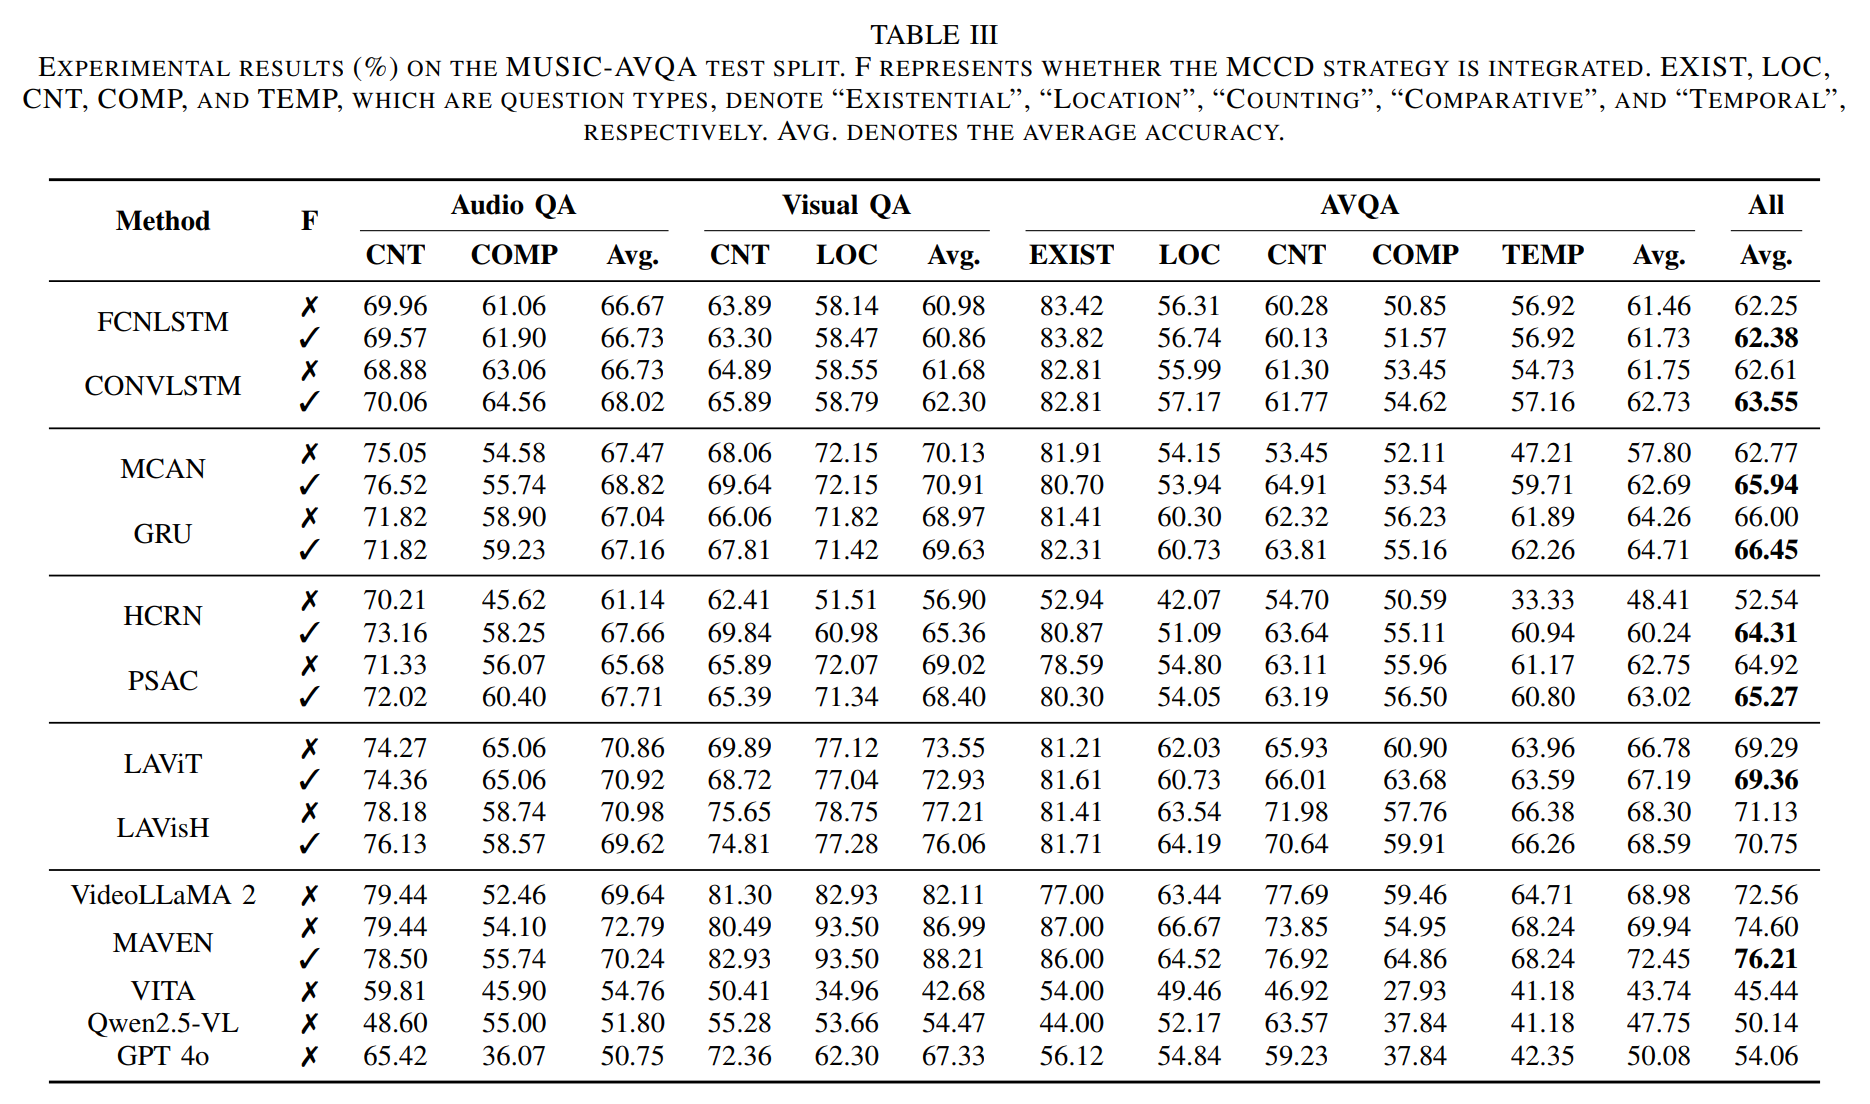 TABLE III
EXPERIMENTAL RESULTS (%) ON THE MUSIC-AVQA TEST SPLIT. F REPRESENTS WHETHER THE MCCD STRATEGY IS INTEGRATED. EXIST, LOC,
CNT, COMP, AND TEMP, WHICH ARE QUESTION TYPES, DENOTE “EXISTENTIAL”, “LOCATION”, “COUNTING”, “COMPARATIVE”, AND “TEMPORAL”,
RESPECTIVELY. AVG. DENOTES THE AVERAGE ACCURACY.
Method F Audio QA Visual QA AVQA All
CNT COMP Avg. CNT LOC Avg. EXIST LOC CNT COMP TEMP Avg. Avg.
FCNLSTM ✗ 69.96 61.06 66.67 63.89 58.14 60.98 83.42 56.31 60.28 50.85 56.92 61.46 62.25
✓ 69.57 61.90 66.73 63.30 58.47 60.86 83.82 56.74 60.13 51.57 56.92 61.73 62.38
CONVLSTM ✗ 68.88 63.06 66.73 64.89 58.55 61.68 82.81 55.99 61.30 53.45 54.73 61.75 62.61
✓ 70.06 64.56 68.02 65.89 58.79 62.30 82.81 57.17 61.77 54.62 57.16 62.73 63.55
MCAN ✗ 75.05 54.58 67.47 68.06 72.15 70.13 81.91 54.15 53.45 52.11 47.21 57.80 62.77
✓ 76.52 55.74 68.82 69.64 72.15 70.91 80.70 53.94 64.91 53.54 59.71 62.69 65.94
GRU ✗ 71.82 58.90 67.04 66.06 71.82 68.97 81.41 60.30 62.32 56.23 61.89 64.26 66.00
✓ 71.82 59.23 67.16 67.81 71.42 69.63 82.31 60.73 63.81 55.16 62.26 64.71 66.45
HCRN ✗ 70.21 45.62 61.14 62.41 51.51 56.90 52.94 42.07 54.70 50.59 33.33 48.41 52.54
✓ 73.16 58.25 67.66 69.84 60.98 65.36 80.87 51.09 63.64 55.11 60.94 60.24 64.31
PSAC ✗ 71.33 56.07 65.68 65.89 72.07 69.02 78.59 54.80 63.11 55.96 61.17 62.75 64.92
✓ 72.02 60.40 67.71 65.39 71.34 68.40 80.30 54.05 63.19 56.50 60.80 63.02 65.27
LAViT ✗ 74.27 65.06 70.86 69.89 77.12 73.55 81.21 62.03 65.93 60.90 63.96 66.78 69.29
✓ 74.36 65.06 70.92 68.72 77.04 72.93 81.61 60.73 66.01 63.68 63.59 67.19 69.36
LAVisH ✗ 78.18 58.74 70.98 75.65 78.75 77.21 81.41 63.54 71.98 57.76 66.38 68.30 71.13
✓ 76.13 58.57 69.62 74.81 77.28 76.06 81.71 64.19 70.64 59.91 66.26 68.59 70.75
VideoLLaMA 2 ✗ 79.44 52.46 69.64 81.30 82.93 82.11 77.00 63.44 77.69 59.46 64.71 68.98 72.56
MAVEN ✗ 79.44 54.10 72.79 80.49 93.50 86.99 87.00 66.67 73.85 54.95 68.24 69.94 74.60
✓ 78.50 55.74 70.24 82.93 93.50 88.21 86.00 64.52 76.92 64.86 68.24 72.45 76.21
VITA ✗ 59.81 45.90 54.76 50.41 34.96 42.68 54.00 49.46 46.92 27.93 41.18 43.74 45.44
Qwen2.5-VL ✗ 48.60 55.00 51.80 55.28 53.66 54.47 44.00 52.17 63.57 37.84 41.18 47.75 50.14
GPT 4o ✗ 65.42 36.07 50.75 72.36 62.30 67.33 56.12 54.84 59.23 37.84 42.35 50.08 54.06